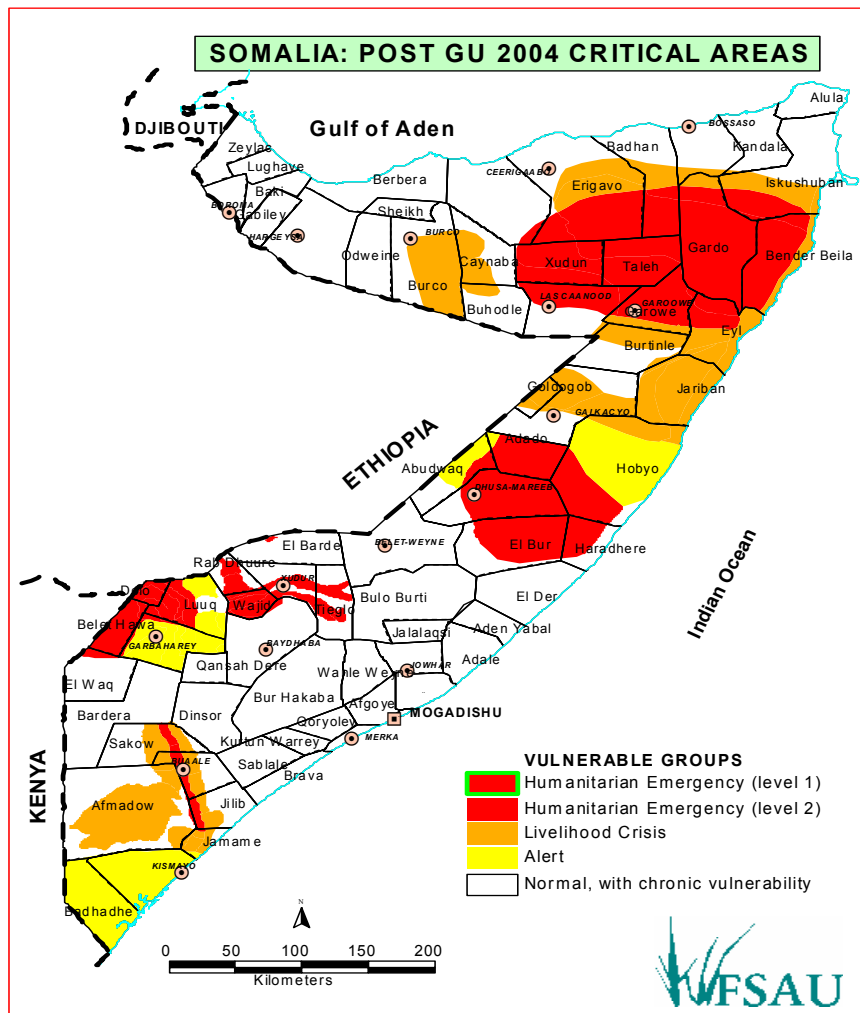 SOMALIA: POST GU 2004 CRITICAL AREAS
Alula
DJIBOUTI
Gulf of Aden
BOSSASO
Zeylac
Badhan
Kandala
Lughaye
CEERIGAABO
Berbera
Erigavo
Iskushuban
Baki
BOROMA
Gabiley
Sheikh
HARGEYSA
BURCO
Odweine
Caynaba
Xudun
Taleh
Gardo
Bender Beila
Burco
Buhodle
LAS CAANOOD
GAROOWE
Garowe
Eyl
Burtinle
Goldogob
Jariban
GALKACYO
ETHIOPIA
Adado
Abudwaq
Hobyo
DHUSA-MAREEB
El Barde
BELET-WEYNE
El Bur
Haradhere
Rab Dhuure
XUDUR
Dolo
Luuq
Wajid
Tieglo
Bulo Burti
El Der
Indian Ocean
Belet Hawa
GARBAHAREY
BAYDHABA
Jalalaqsi
Aden Yabal
Qansah Dere
Wanle Weyne
JOWHAR
Adale
El Waq
Bur Hakaba
Afgoye
Bardera
Dinsor
Qoryoley
MOGADISHU
Sakow
Kurtun Warrey
MERKA
BUAALE
Sablale
Brava
KENYA
Afmadow
Jilib
Jamame
KISMAYO
Badhadhe
VULNERABLE GROUPS
Humanitarian Emergency (level 1)
Humanitarian Emergency (level 2)
Livelihood Crisis
Alert
Normal, with chronic vulnerability
N
0 50 100 150 200
Kilometers
FSAU